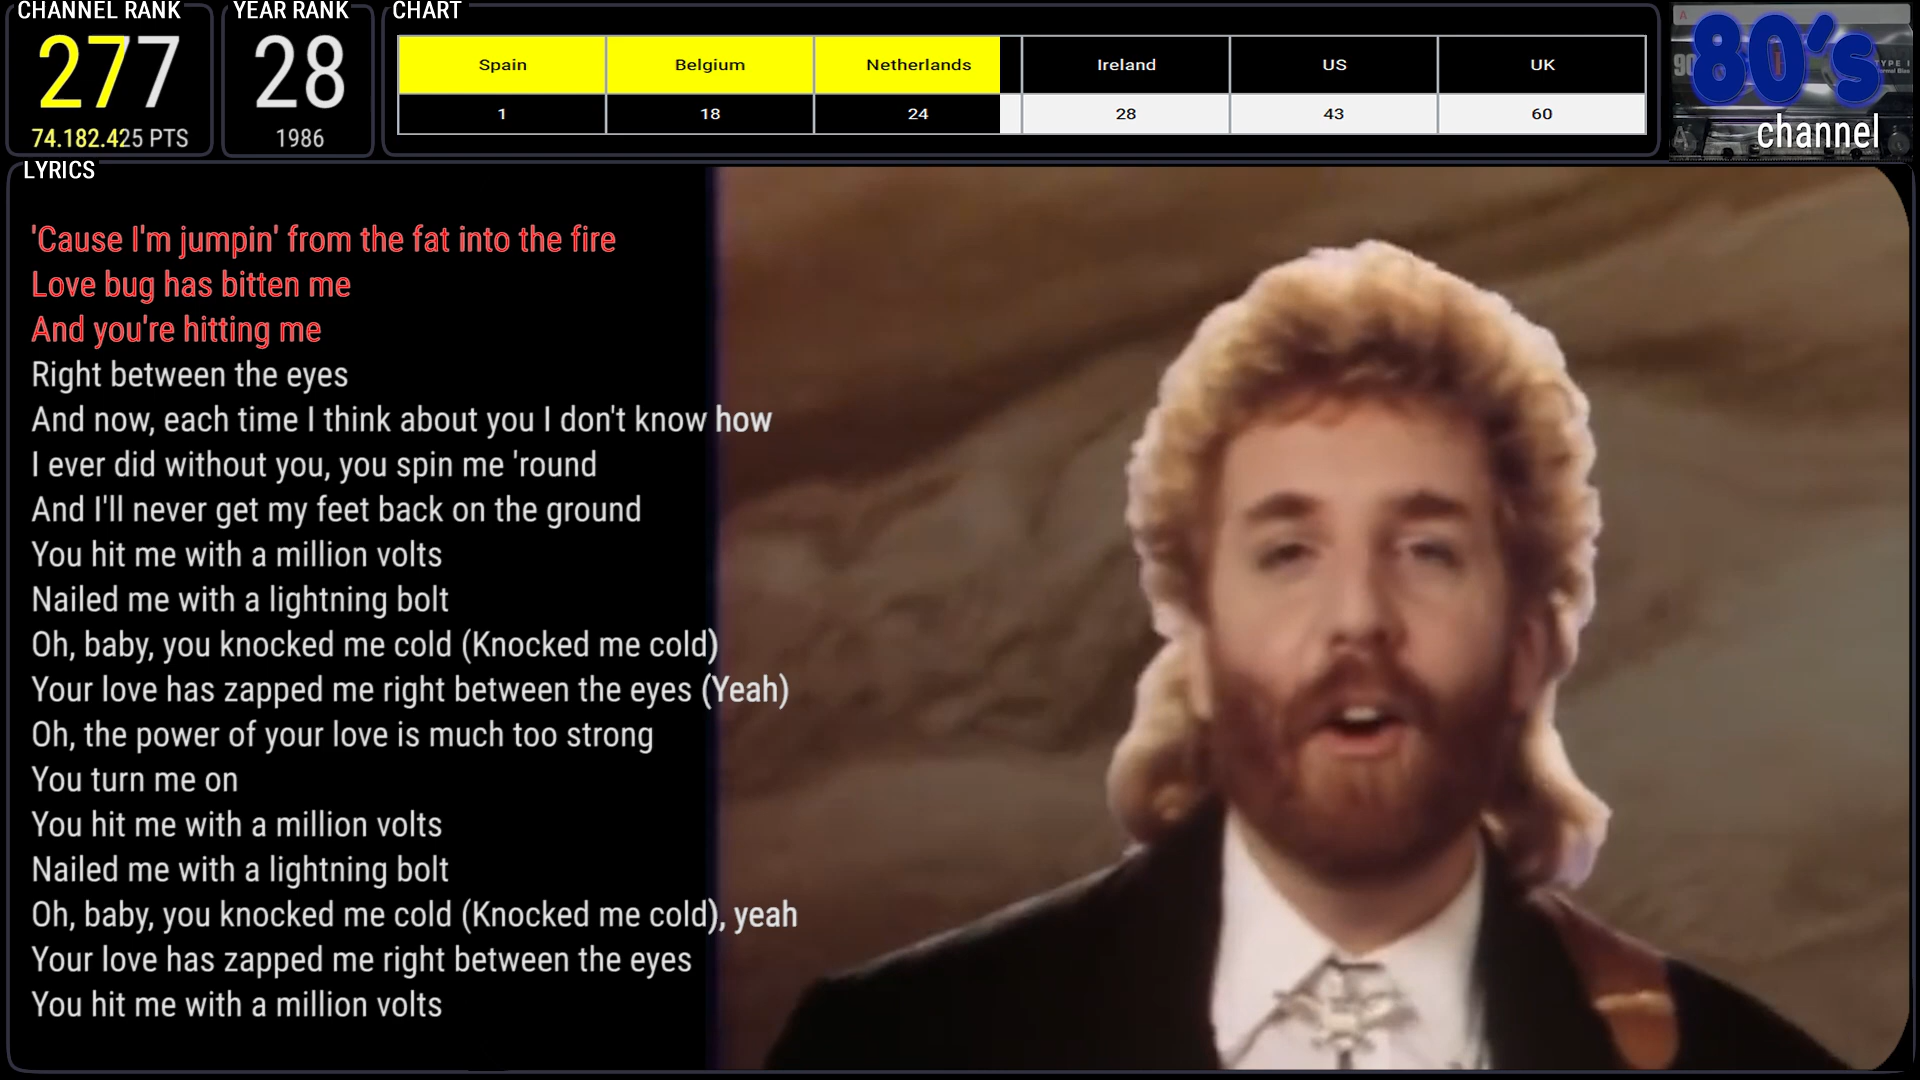 CHANNEL RANK
277
74.182.425 PTS
YEAR RANK
28
1986
CHART
Spain Belgium Netherlands Ireland US UK
1 18 24 28 43 60
80's
channel
A
90
TYPE I
Normal Bias
A
LYRICS
'Cause I'm jumpin' from the fat into the fire
Love bug has bitten me
And you're hitting me
Right between the eyes
And now, each time I think about you I don't know how
I ever did without you, you spin me 'round
And I'll never get my feet back on the ground
You hit me with a million volts
Nailed me with a lightning bolt
Oh, baby, you knocked me cold (Knocked me cold)
Your love has zapped me right between the eyes (Yeah)
Oh, the power of your love is much too strong
You turn me on
You hit me with a million volts
Nailed me with a lightning bolt
Oh, baby, you knocked me cold (Knocked me cold), yeah
Your love has zapped me right between the eyes
You hit me with a million volts